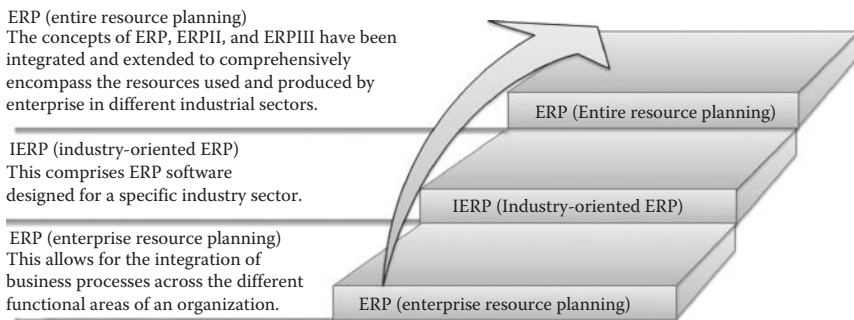 ERP (entire resource planning)
The concepts of ERP, ERPII, and ERPIII have been
integrated and extended to comprehensively
encompass the resources used and produced by
enterprise in different industrial sectors.
ERP (Entire resource planning)
IERP (industry-oriented ERP)
This comprises ERP software
designed for a specific industry sector.
IERP (Industry-oriented ERP)
ERP (enterprise resource planning)
This allows for the integration of
business processes across the different
functional areas of an organization.
ERP (enterprise resource planning)